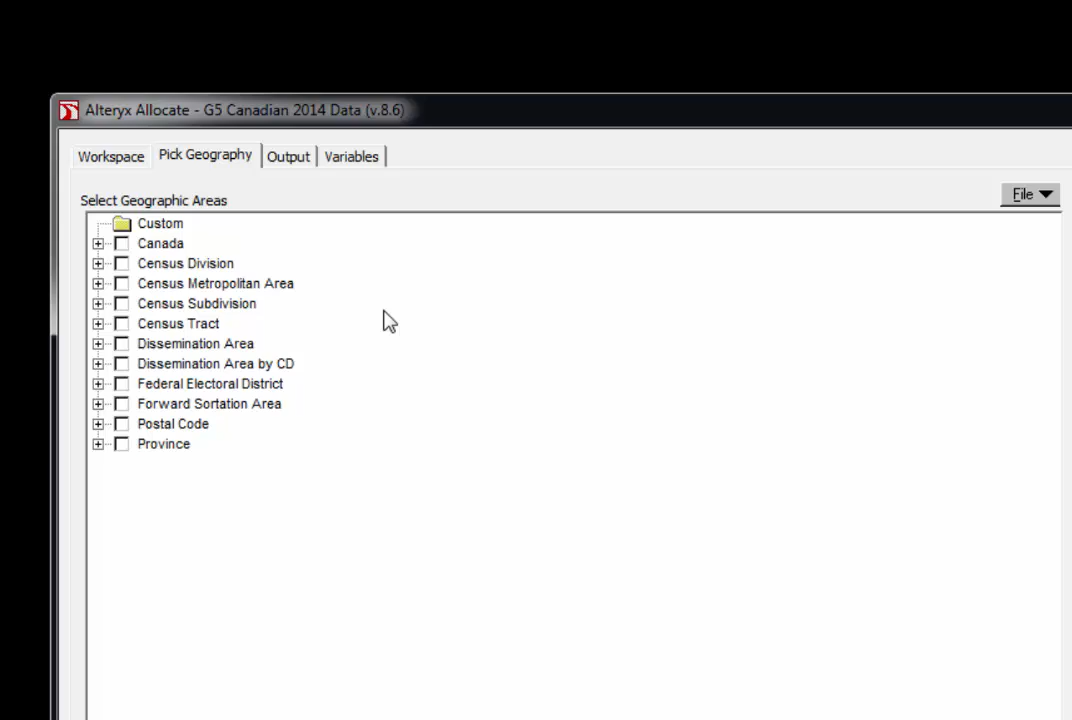 Alteryx Allocate - G5 Canadian 2014 Data (v.8.6)
Workspace Pick Geography Output Variables
Select Geographic Areas
File
Custom
Canada
Census Division
Census Metropolitan Area
Census Subdivision
Census Tract
Dissemination Area
Dissemination Area by CD
Federal Electoral District
Forward Sortation Area
Postal Code
Province